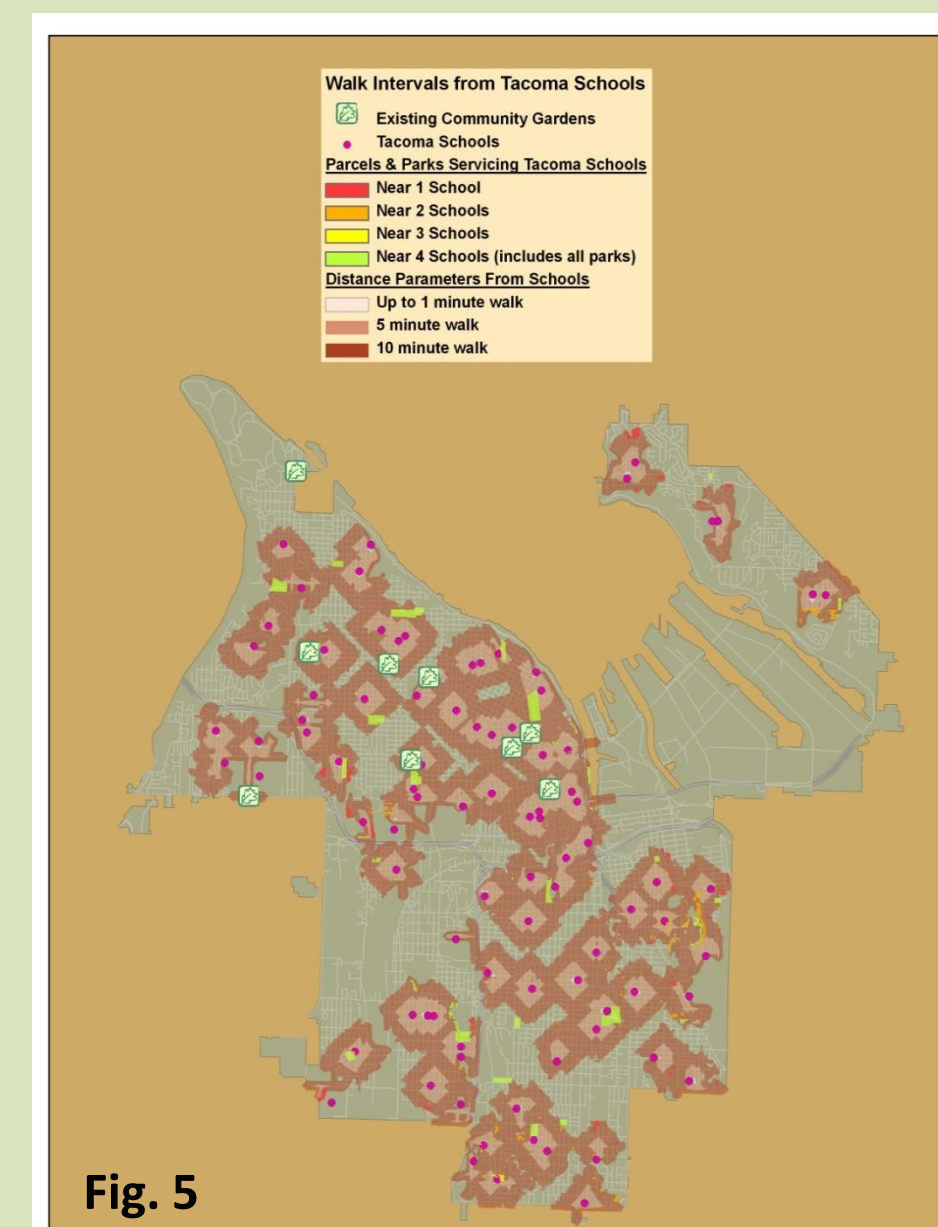 Walk Intervals from Tacoma Schools
Existing Community Gardens
Tacoma Schools
Parcels & Parks Servicing Tacoma Schools
Near 1 School
Near 2 Schools
Near 3 Schools
Near 4 Schools (includes all parks)
Distance Parameters From Schools
Up to 1 minute walk
5 minute walk
10 minute walk
Fig. 5